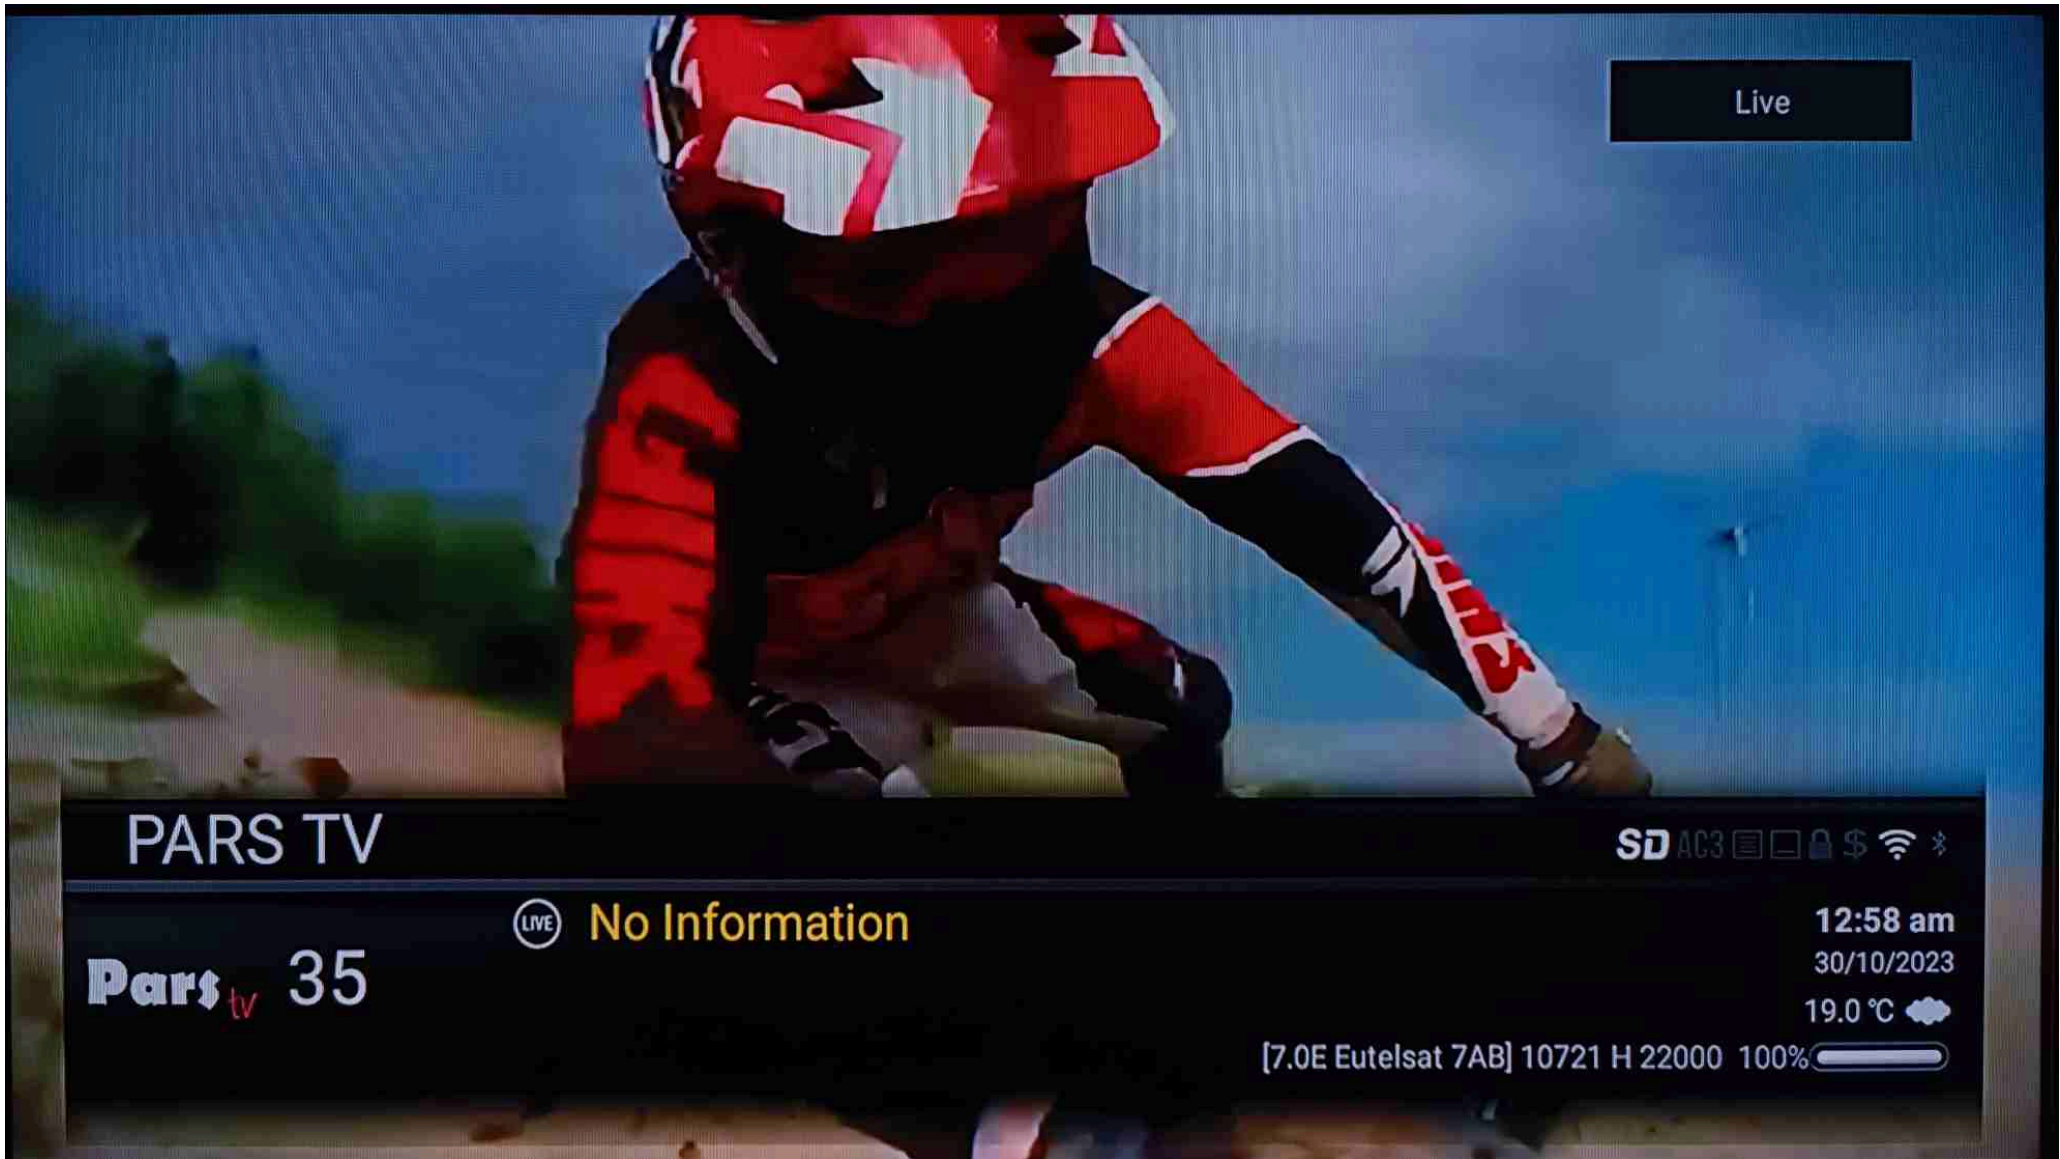 Live
PARS TV
SD AC3 $
LIVE No Information
12:58 am
Pars tv 35
30/10/2023
19.0 °C
[7.0E Eutelsat 7AB] 10721 H 22000 100%